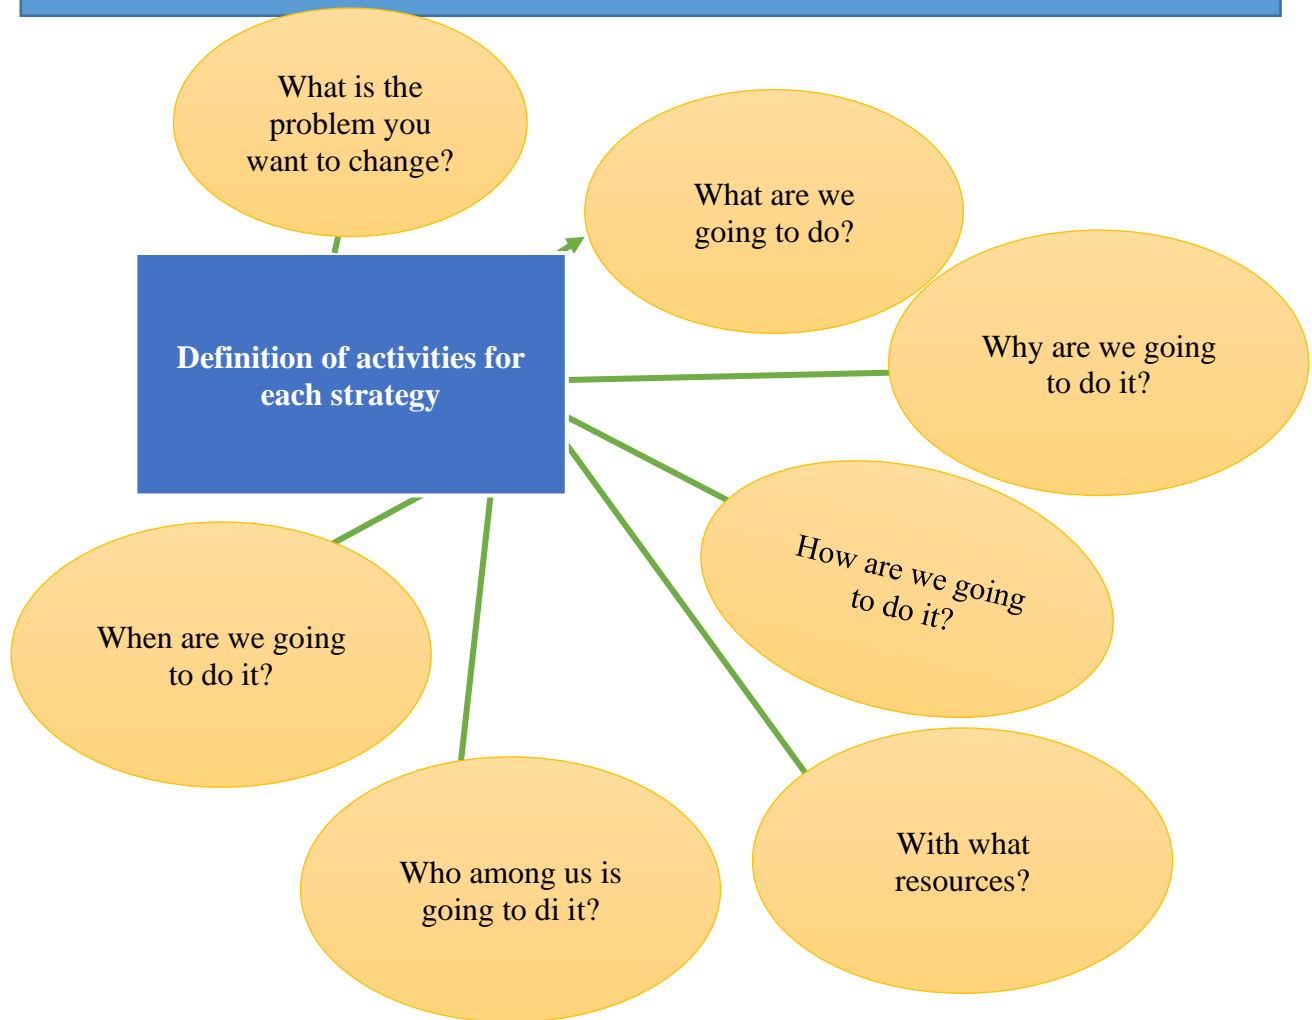 What is the
problem you
want to change?
What are we
going to do?
Why are we going
to do it?
Definition of activities for
each strategy
How are we going
to do it?
When are we going
to do it?
With what
resources?
Who among us is
going to di it?